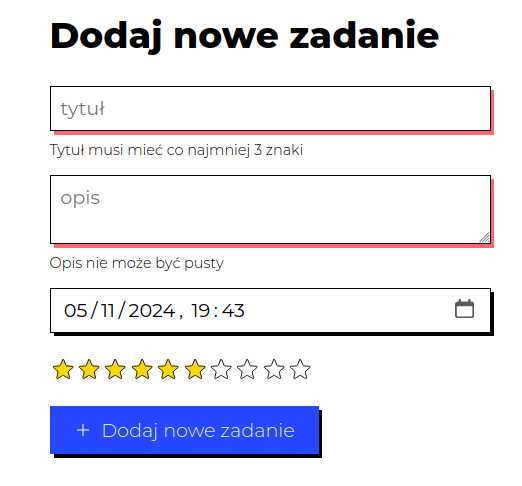 Dodaj nowe zadanie
tytuł
Tytuł musi mieć co najmniej 3 znaki
opis
Opis nie może być pusty
05/11/2024, 19:43
+ Dodaj nowe zadanie